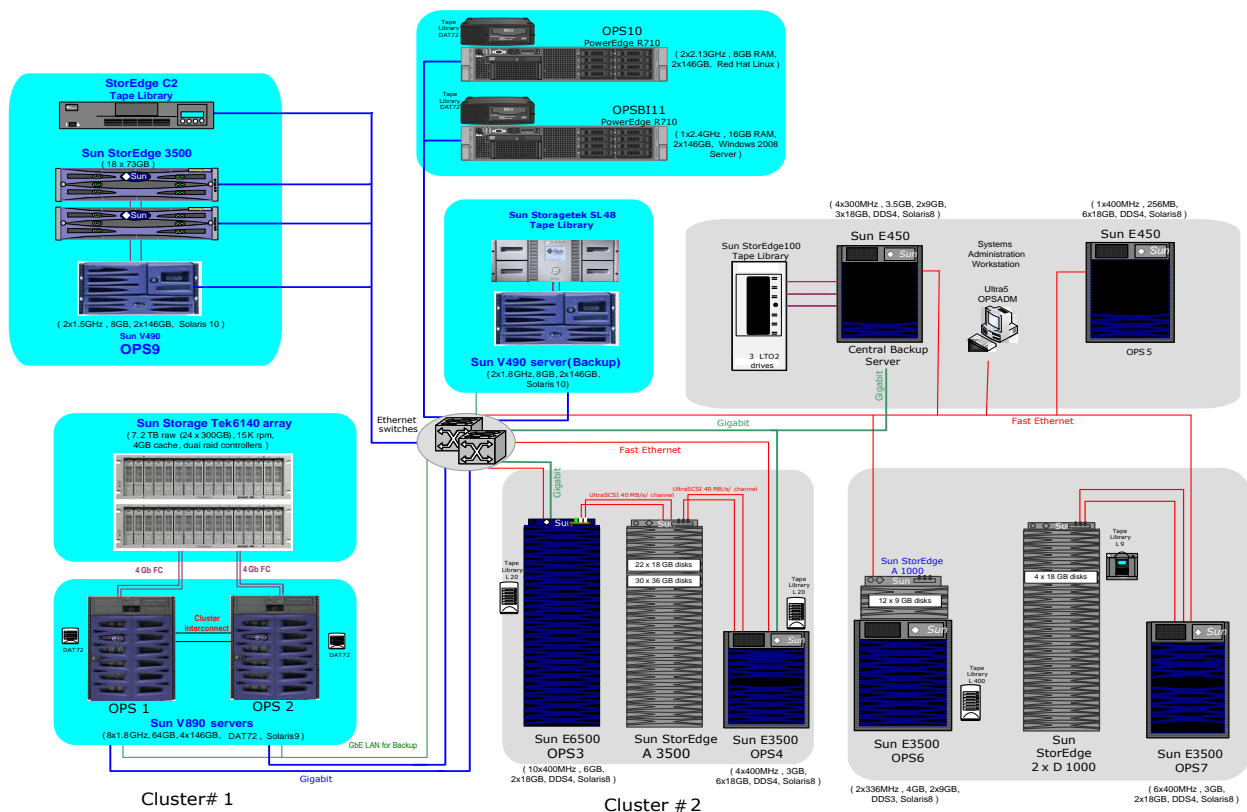 StorEdge C2
Tape Library
Sun StorEdge 3500
( 18 x 73GB )
Sun
Sun
( 2x1.5GHz , 8GB, 2x146GB, Solaris 10 )
Sun V490
OPS9
Tape
Library
DAT72
OPS10
PowerEdge R710
( 2x2.13GHz , 8GB RAM,
2x146GB, Red Hat Linux )
Tape
Library
DAT72
OPSBI11
PowerEdge R710
(1x2.4GHz , 16GB RAM,
2x146GB, Windows 2008
Server )
Sun Storagetek SL48
Tape Library
Sun V490 server(Backup)
(2x1.8GHz, 8GB, 2x146GB,
Solaris 10)
( 4x300MHz , 3.5GB, 2x9GB,
3x18GB, DDS4, Solaris8 )
Sun E450
Sun
Sun StorEdge100
Tape Library
3 LTO2
drives
Central Backup
Server
Gigabit
Systems
Administration
Workstation
Ultra5
OPSADM
( 1x400MHz , 256MB,
6x18GB, DDS4, Solaris8 )
Sun E450
Sun
OPS 5
Fast Ethernet
Ethernet
switches
Gigabit
Fast Ethernet
Gigabit
Sun Storage Tek6140 array
( 7.2 TB raw (24 x 300GB) , 15K rpm,
4GB cache, dual raid controllers )
4 Gb FC
4 Gb FC
Cluster
interconnect
DAT72
DAT72
OPS 1
OPS 2
Sun V890 servers
( 8x1.8GHz, 64GB, 4x146GB, DAT72 , Solaris9 )
GbE LAN for Backup
Gigabit
Cluster# 1
UltraSCSI 40 MB/s/ channel
UltraSCSI 40 MB/s/ channel
Sun
Sun
Tape
Library
L 20
22 x 18 GB disks
30 x 36 GB disks
Tape
Library
L 20
Sun
Sun E6500
OPS3
( 10x400MHz , 6GB,
2x18GB, DDS4, Solaris8 )
Sun StorEdge
A 3500
Sun E3500
OPS4
( 4x400MHz , 3GB,
6x18GB, DDS4, Solaris8 )
Cluster #2
Sun StorEdge
A 1000
Sun
12 x 9 GB disks
Sun
Tape
Library
L 400
Sun E3500
OPS6
( 2x336MHz , 4GB, 2x9GB,
DDS3, Solaris8 )
Sun
4 x 18 GB disks
Tape
Library
L 9
Sun
StorEdge
2 x D 1000
Sun
Sun E3500
OPS7
( 6x400MHz , 3GB,
2x18GB, DDS4, Solaris8 )